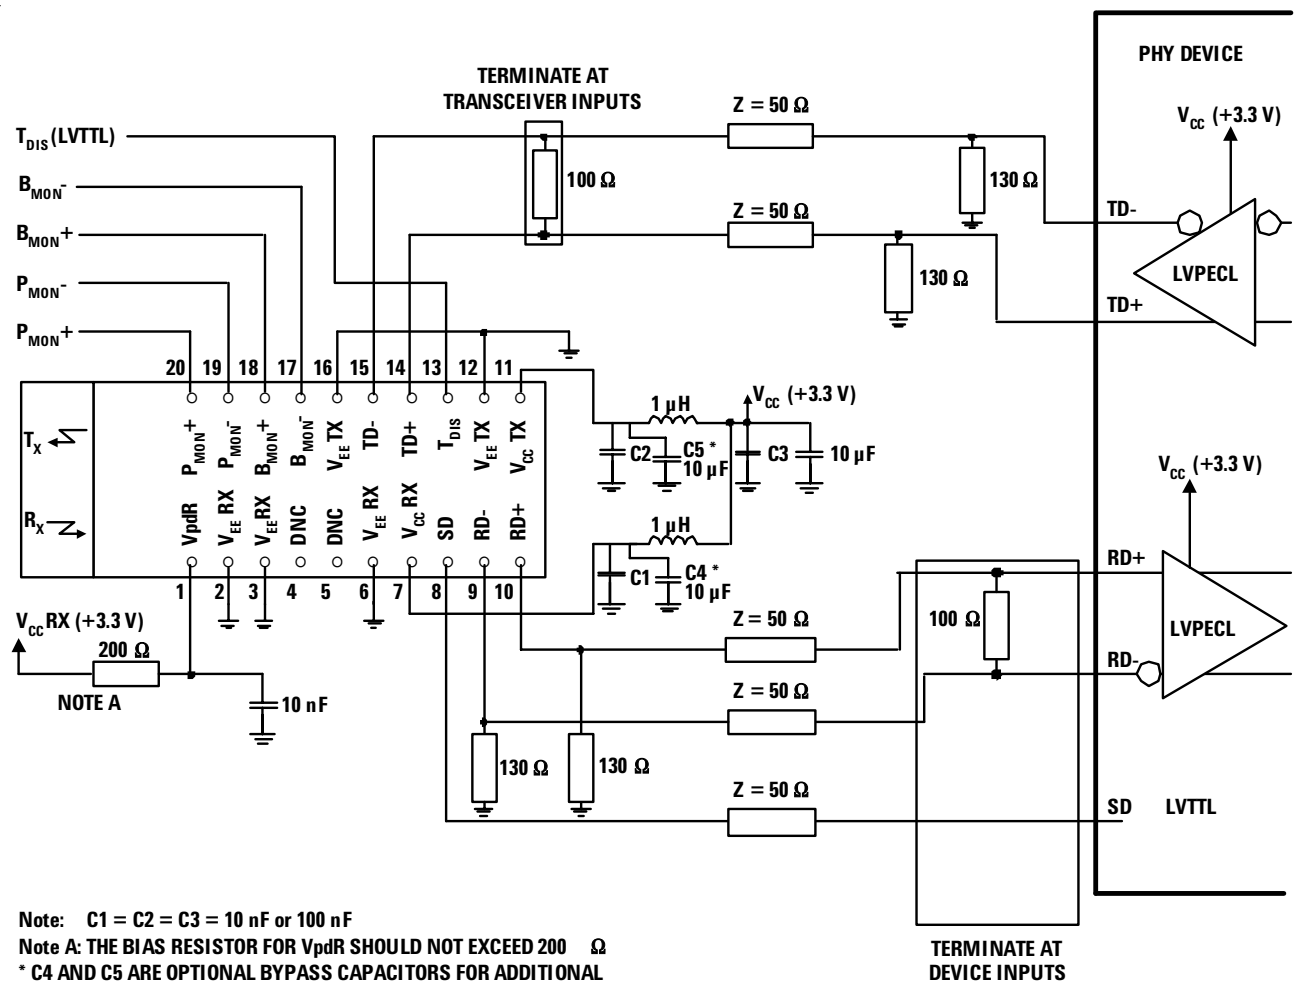 PHY DEVICE
TERMINATE AT
TRANSCEIVER INPUTS
Z = 50 Ω
V_CC (+3.3 V)
T_DIS (LVTTL)
100 Ω
130 Ω
B_MON-
Z = 50 Ω
TD-
B_MON+
LVPECL
130 Ω
P_MON-
TD+
P_MON+
20 19 18 17 16 15 14 13 12 11
V_CC (+3.3 V)
1 µH
T_X
P_MON+
P_MON-
B_MON+
B_MON-
V_EE TX
TD-
TD+
T_DIS
V_EE TX
V_CC TX
C2
C5 *
10 µF
C3
10 µF
V_CC (+3.3 V)
R_X
VpdR
V_EE RX
V_EE RX
DNC
DNC
V_EE RX
V_CC RX
SD
RD-
RD+
1 µH
RD+
C1
C4 *
10 µF
1 2 3 4 5 6 7 8 9 10
V_CC RX (+3.3 V)
Z = 50 Ω
100 Ω
LVPECL
200 Ω
RD-
NOTE A
10 nF
Z = 50 Ω
130 Ω
130 Ω
Z = 50 Ω
SD
LVTTL
Note: C1 = C2 = C3 = 10 nF or 100 nF
Note A: THE BIAS RESISTOR FOR VpdR SHOULD NOT EXCEED 200 Ω
* C4 AND C5 ARE OPTIONAL BYPASS CAPACITORS FOR ADDITIONAL
TERMINATE AT
DEVICE INPUTS